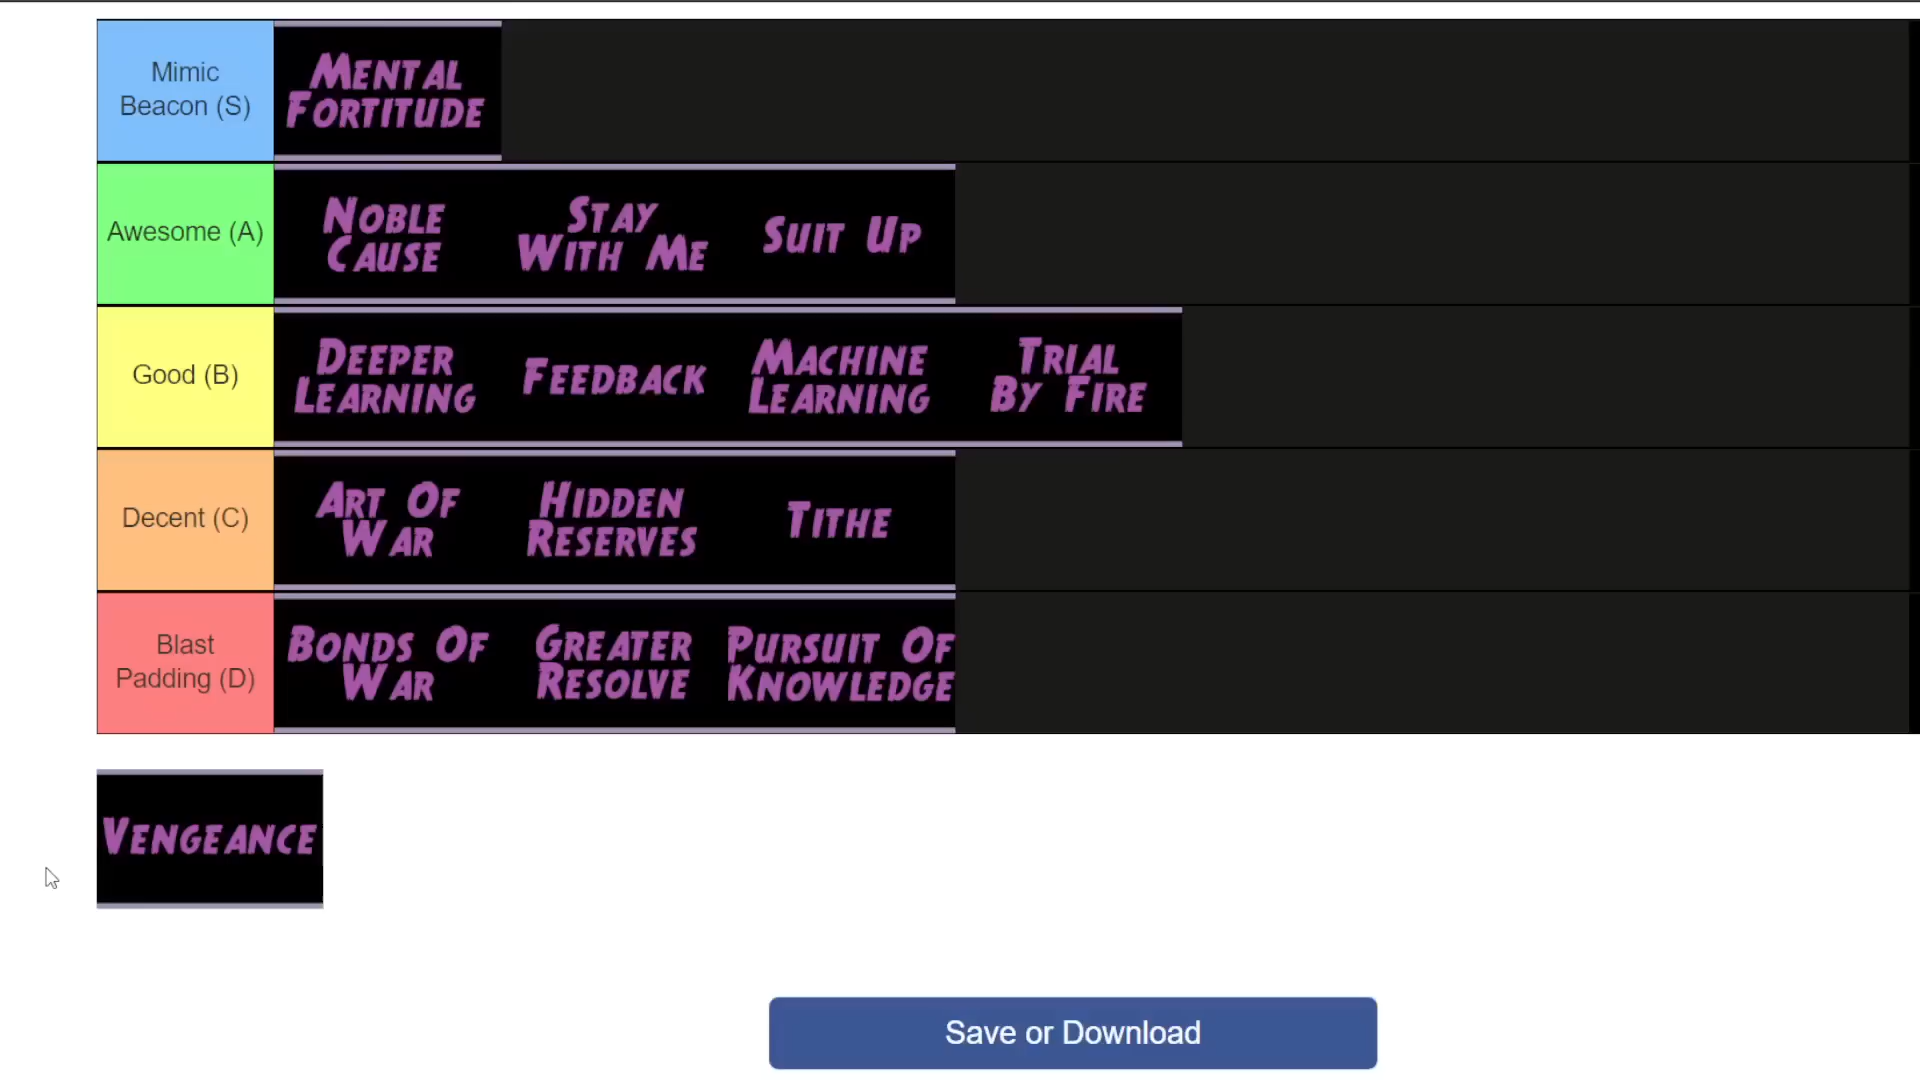 Mimic
Beacon (S)
MENTAL
FORTITUDE
Awesome (A)
NOBLE
CAUSE
STAY
WITH ME
SUIT UP
Good (B)
DEEPER
LEARNING
FEEDBACK
MACHINE
LEARNING
TRIAL
BY FIRE
Decent (C)
ART OF
WAR
HIDDEN
RESERVES
TITHE
Blast
Padding (D)
BONDS OF
WAR
GREATER
RESOLVE
PURSUIT OF
KNOWLEDGE
VENGEANCE
Save or Download